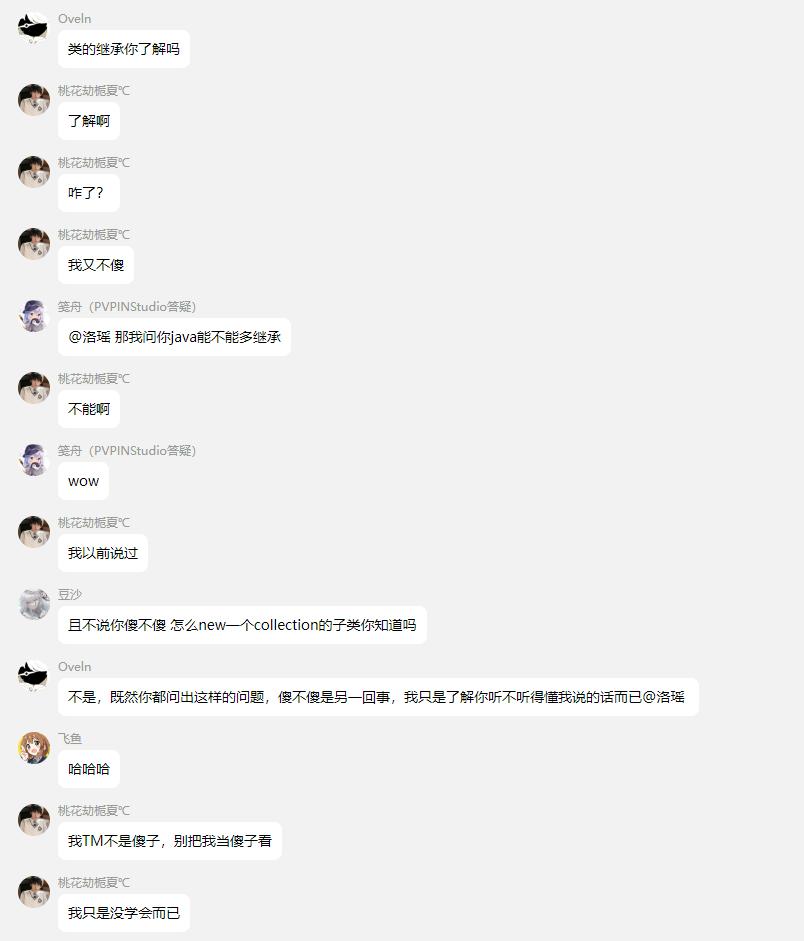 Oveln
类的继承你了解吗
桃花劫栀夏℃
了解啊
桃花劫栀夏℃
咋了？
桃花劫栀夏℃
我又不傻
笺舟（PVPINStudio答疑）
@洛瑶 那我问你java能不能多继承
桃花劫栀夏℃
不能啊
笺舟（PVPINStudio答疑）
wow
桃花劫栀夏℃
我以前说过
豆沙
且不说你傻不傻 怎么new一个collection的子类你知道吗
Oveln
不是，既然你都问出这样的问题，傻不傻是另一回事，我只是了解你听不听得懂我说的话而已@洛瑶
飞鱼
哈哈哈
桃花劫栀夏℃
我TM不是傻子，别把我当傻子看
桃花劫栀夏℃
我只是没学会而已